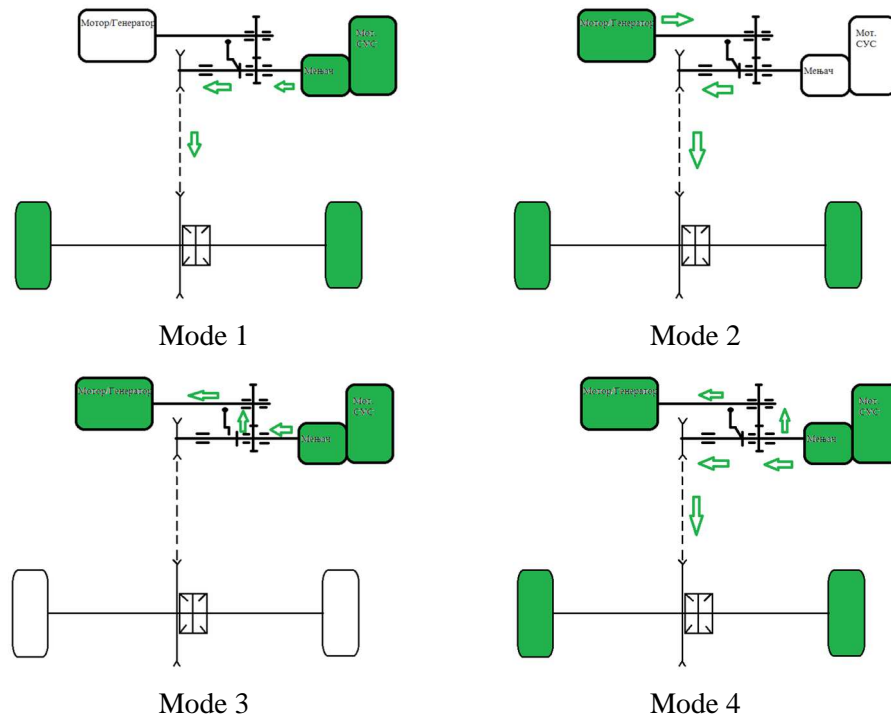 Мотор/Генератор
Мот.
СУС
Мењач
Мотор/Генератор
Мот.
СУС
Мењач
Mode 1
Mode 2
Мотор/Генератор
Мот.
СУС
Мењач
Мотор/Генератор
Мот.
СУС
Мењач
Mode 3
Mode 4